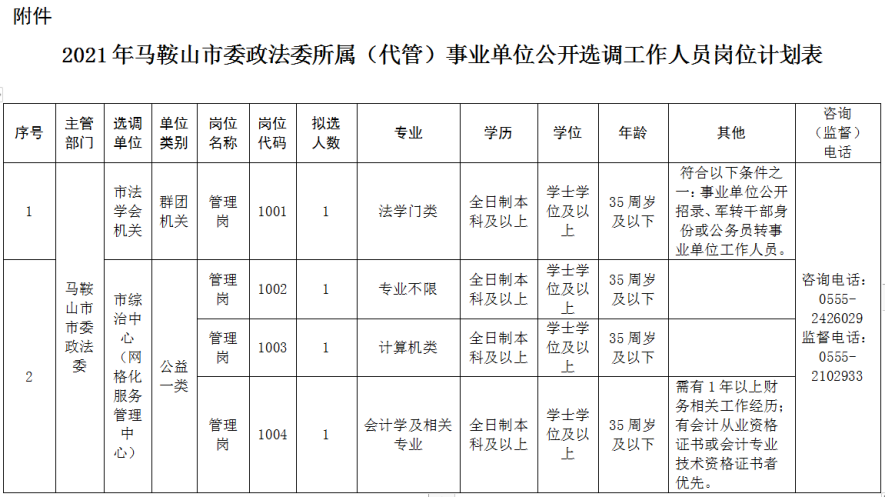 附件
2021年马鞍山市委政法委所属（代管）事业单位公开选调工作人员岗位计划表
序号 主管部门 选调单位 单位类别 岗位名称 岗位代码 拟选人数 专业 学历 学位 年龄 其他 咨询（监督）电话
1 马鞍山市市委政法委 市法学会机关 群团机关 管理岗 1001 1 法学门类 全日制本科及以上 学士学位及以上 35周岁及以下 符合以下条件之一：事业单位公开招录、军转干部身份或公务员转事业单位工作人员。 咨询电话：0555-2426029 监督电话：0555-2102933
2 市综治中心（网格化服务管理中心） 公益一类 管理岗 1002 1 专业不限 全日制本科及以上 学士学位及以上 35周岁及以下
管理岗 1003 1 计算机类 全日制本科及以上 学士学位及以上 35周岁及以下
管理岗 1004 1 会计学及相关专业 全日制本科及以上 学士学位及以上 35周岁及以下 需有1年以上财务相关工作经历；有会计从业资格证书或会计专业技术资格证书者优先。